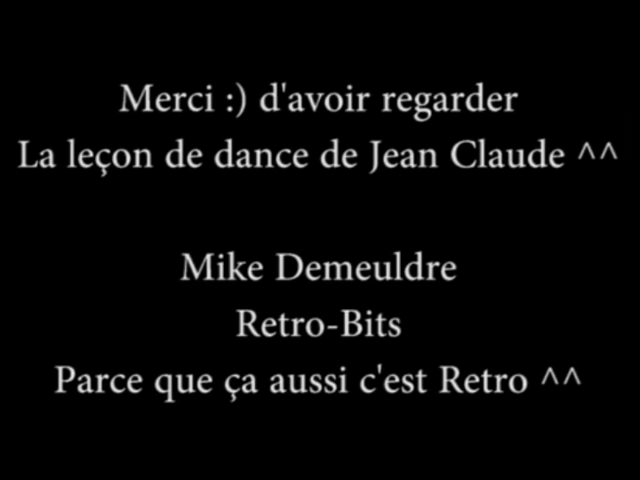 Merci :) d'avoir regarder
La leçon de dance de Jean Claude ^^
Mike Demeuldre
Retro-Bits
Parce que ça aussi c'est Retro ^^